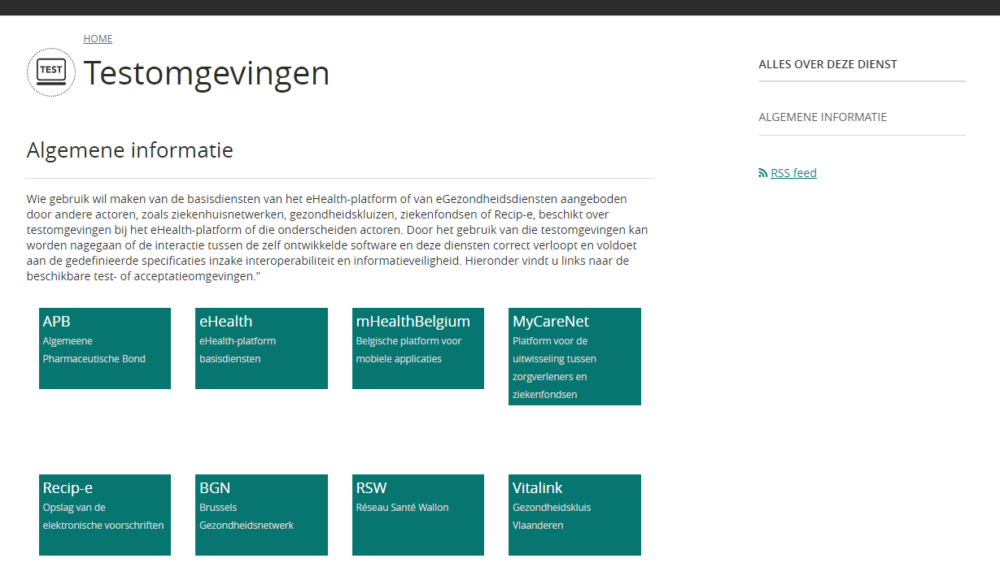 HOME
TEST
Testomgevingen
Algemene informatie
Wie gebruik wil maken van de basisdiensten van het eHealth-platform of van eGezondheidsdiensten aangeboden
door andere actoren, zoals ziekenhuisnetwerken, gezondheidskluizen, ziekenfondsen of Recip-e, beschikt over
testomgevingen bij het eHealth-platform of die onderscheiden actoren. Door het gebruik van die testomgevingen kan
worden nagegaan of de interactie tussen de zelf ontwikkelde software en deze diensten correct verloopt en voldoet
aan de gedefinieerde specificaties inzake interoperabiliteit en informatieveiligheid. Hieronder vindt u links naar de
beschikbare test- of acceptatieomgevingen.”
APB
Algemeene
Pharmaceutische Bond
eHealth
eHealth-platform
basisdiensten
mHealthBelgium
Belgische platform voor
mobiele applicaties
MyCareNet
Platform voor de
uitwisseling tussen
zorgverleners en
ziekenfondsen
Recip-e
Opslag van de
elektronische voorschriften
BGN
Brussels
Gezondheidsnetwerk
RSW
Réseau Santé Wallon
Vitalink
Gezondheidskluis
Vlaanderen
ALLES OVER DEZE DIENST
ALGEMENE INFORMATIE
RSS feed